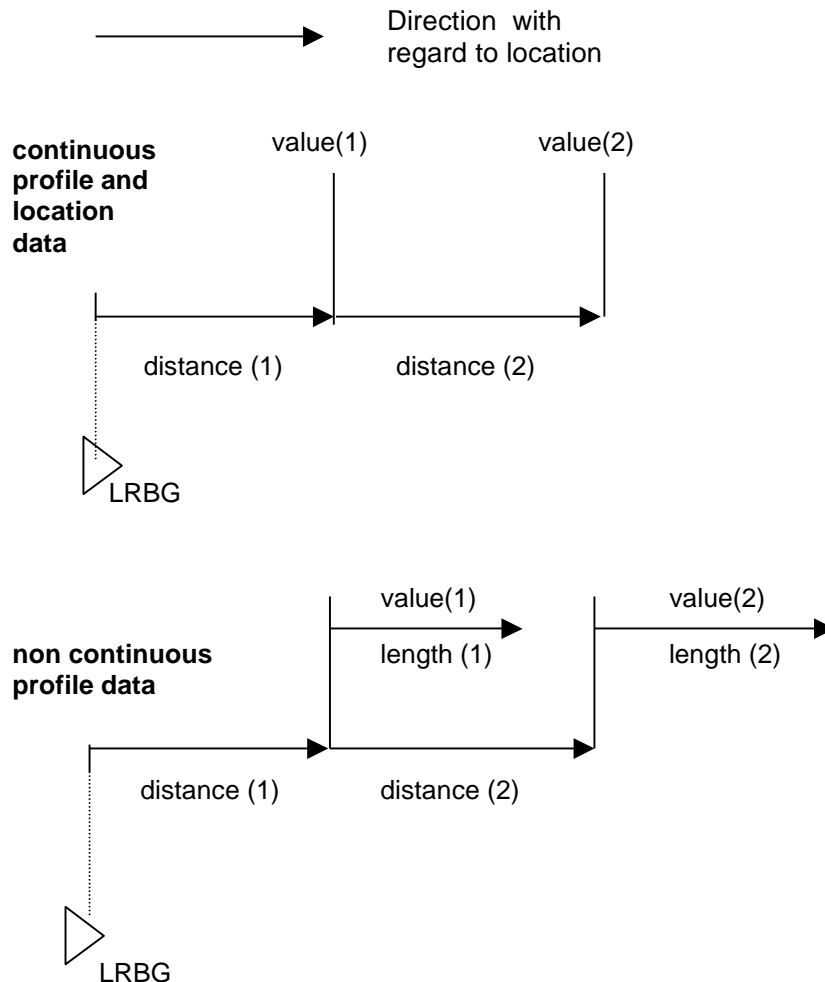 Direction with
regard to location
continuous
profile and
location
data
value(1)
value(2)
distance (1)
distance (2)
LRBG
non continuous
profile data
value(1)
length (1)
value(2)
length (2)
distance (1)
distance (2)
LRBG